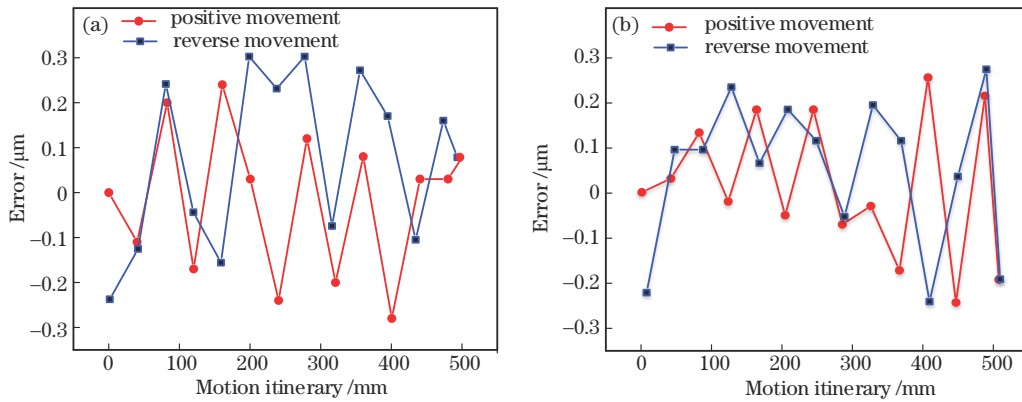 (a)
positive movement
reverse movement
Error /μm
0.3
0.2
0.1
0
−0.1
−0.2
−0.3
0 100 200 300 400 500
Motion itinerary /mm
(b)
positive movement
reverse movement
Error /μm
0.3
0.2
0.1
0
−0.1
−0.2
−0.3
0 100 200 300 400 500
Motion itinerary /mm